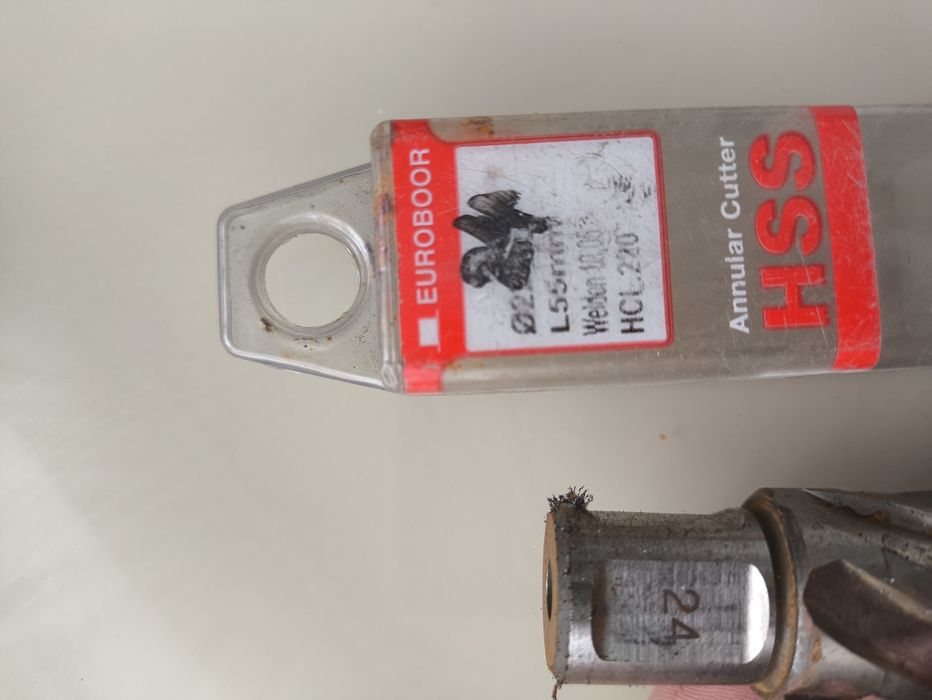 EUROBOOR
L55mm
Weldon 19,05
HCL.220
Annular Cutter
HSS
24